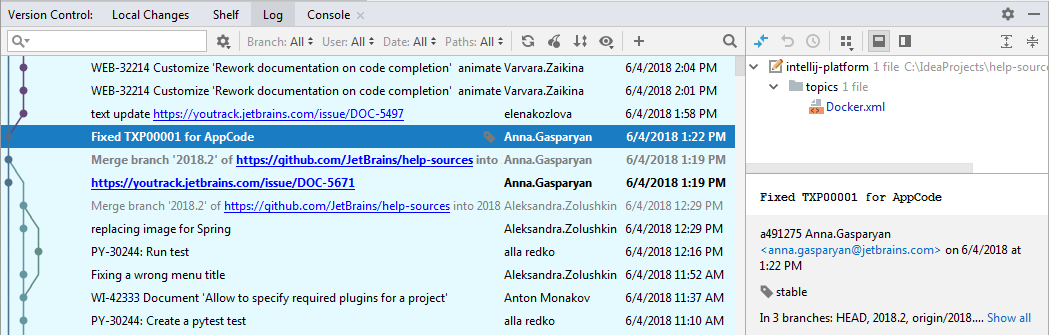 Version Control: Local Changes Shelf Log Console
Branch: All User: All Date: All Paths: All
WEB-32214 Customize 'Rework documentation on code completion' animate Varvara.Zaikina 6/4/2018 2:04 PM
WEB-32214 Customize 'Rework documentation on code completion' animate Varvara.Zaikina 6/4/2018 2:01 PM
text update https://youtrack.jetbrains.com/issue/DOC-5497 elenakozlova 6/4/2018 1:58 PM
Fixed TXP00001 for AppCode Anna.Gasparyan 6/4/2018 1:22 PM
Merge branch '2018.2' of https://github.com/JetBrains/help-sources into Anna.Gasparyan 6/4/2018 1:19 PM
https://youtrack.jetbrains.com/issue/DOC-5671 Anna.Gasparyan 6/4/2018 1:19 PM
Merge branch '2018.2' of https://github.com/JetBrains/help-sources into 2018 Aleksandra.Zolushkin 6/4/2018 12:29 PM
replacing image for Spring Aleksandra.Zolushkin 6/4/2018 12:29 PM
PY-30244: Run test alla redko 6/4/2018 12:16 PM
Fixing a wrong menu title Aleksandra.Zolushkin 6/4/2018 11:52 AM
WI-42333 Document 'Allow to specify required plugins for a project' Anton Monakov 6/4/2018 11:37 AM
PY-30244: Create a pytest test alla redko 6/4/2018 11:10 AM
intellij-platform 1 file C:\IdeaProjects\help-source
topics 1 file
Docker.xml
Fixed TXP00001 for AppCode
a491275 Anna.Gasparyan
<anna.gasparyan@jetbrains.com> on 6/4/2018 at
1:22 PM
stable
In 3 branches: HEAD, 2018.2, origin/2018.... Show all